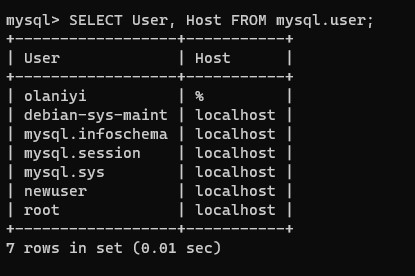 mysql> SELECT User, Host FROM mysql.user;
+------------------+-----------+
| User             | Host      |
+------------------+-----------+
| olaniyi          | %         |
| debian-sys-maint | localhost |
| mysql.infoschema | localhost |
| mysql.session    | localhost |
| mysql.sys        | localhost |
| newuser          | localhost |
| root             | localhost |
+------------------+-----------+
7 rows in set (0.01 sec)